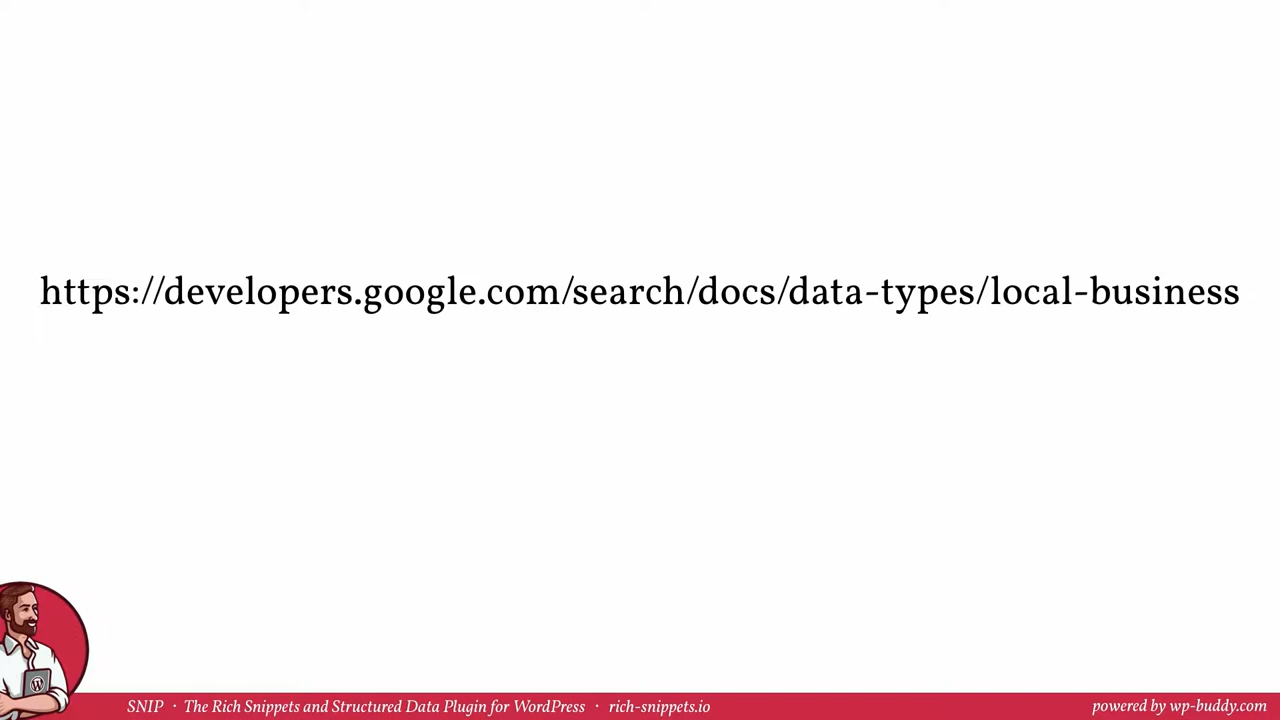 https://developers.google.com/search/docs/data-types/local-business
SNIP · The Rich Snippets and Structured Data Plugin for WordPress · rich-snippets.io
powered by wp-buddy.com